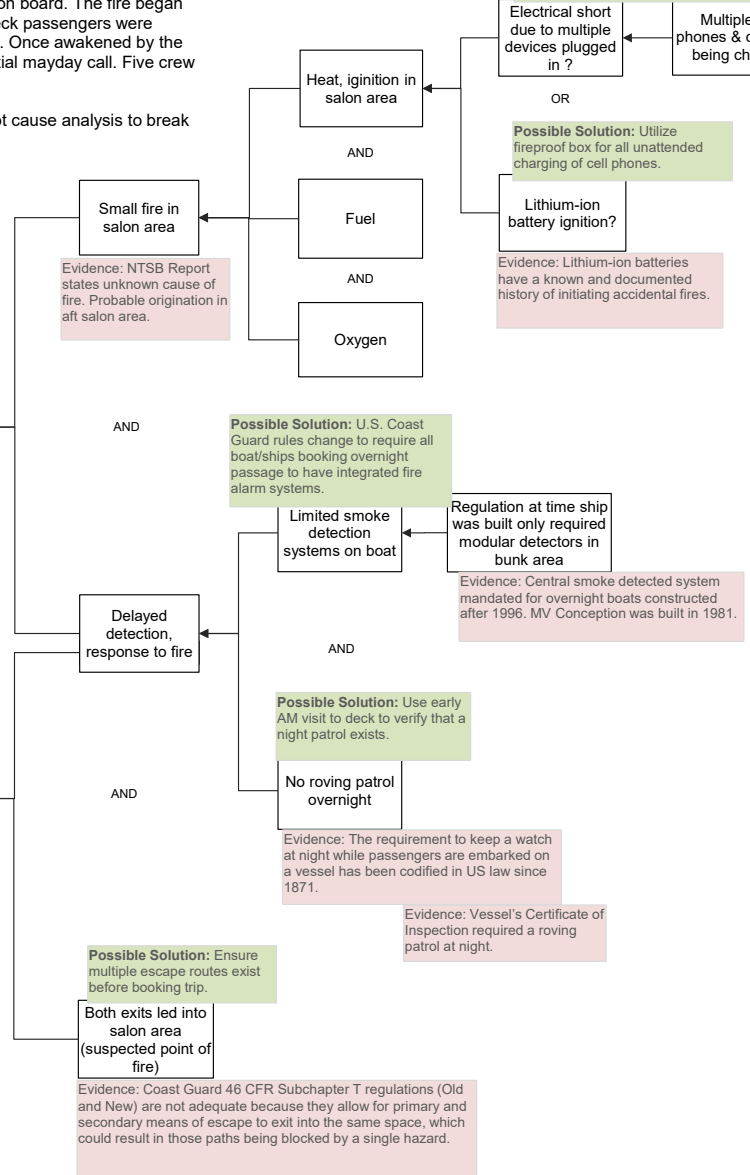 on board. The fire began
eck passengers were
. Once awakened by the
tial mayday call. Five crew
ot cause analysis to break
Electrical short
due to multiple
devices plugged
in ?
Multiple
phones & c
being ch
Heat, iginition in
salon area
OR
AND
Possible Solution: Utilize
fireproof box for all unattended
charging of cell phones.
Lithium-ion
battery ignition?
Small fire in
salon area
Fuel
Evidence: NTSB Report
states unknown cause of
fire. Probable origination in
aft salon area.
Evidence: Lithium-ion batteries
have a known and documented
history of initiating accidental fires.
AND
Oxygen
AND
Possible Solution: U.S. Coast
Guard rules change to require all
boat/ships booking overnight
passage to have integrated fire
alarm systems.
Limited smoke
detection
systems on boat
Regulation at time ship
was built only required
modular detectors in
bunk area
Evidence: Central smoke detected system
mandated for overnight boats constructed
after 1996. MV Conception was built in 1981.
Delayed
detection,
response to fire
AND
Possible Solution: Use early
AM visit to deck to verify that a
night patrol exists.
No roving patrol
overnight
AND
Evidence: The requirement to keep a watch
at night while passengers are embarked on
a vessel has been codified in US law since
1871.
Evidence: Vessel's Certificate of
Inspection required a roving
patrol at night.
Possible Solution: Ensure
multiple escape routes exist
before booking trip.
Both exits led into
salon area
(suspected point of
fire)
Evidence: Coast Guard 46 CFR Subchapter T regulations (Old
and New) are not adequate because they allow for primary and
secondary means of escape to exit into the same space, which
could result in those paths being blocked by a single hazard.